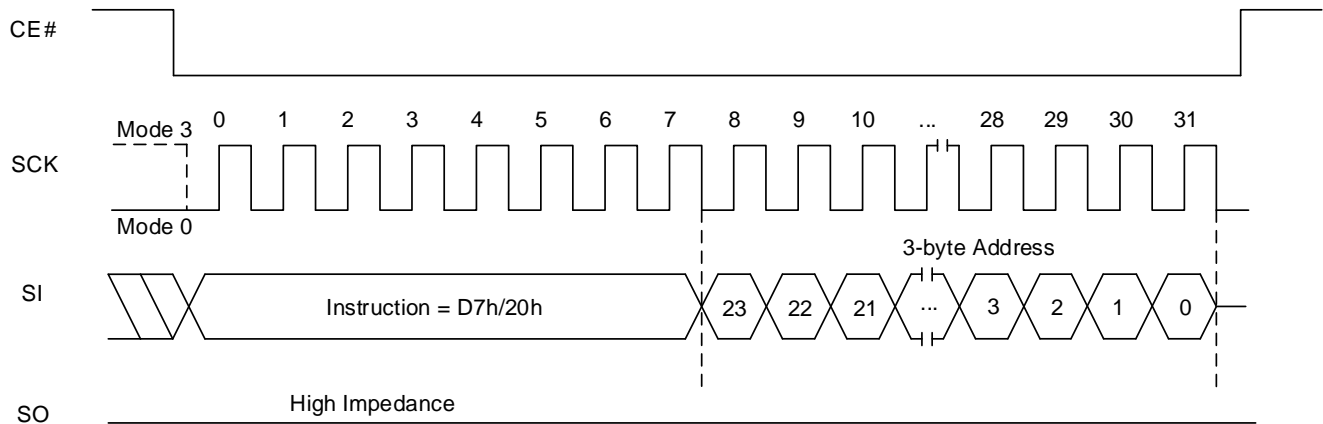 CE#
Mode 3
0 1 2 3 4 5 6 7 8 9 10 ... 28 29 30 31
SCK
Mode 0
3-byte Address
SI
Instruction = D7h/20h
23 22 21 ... 3 2 1 0
High Impedance
SO